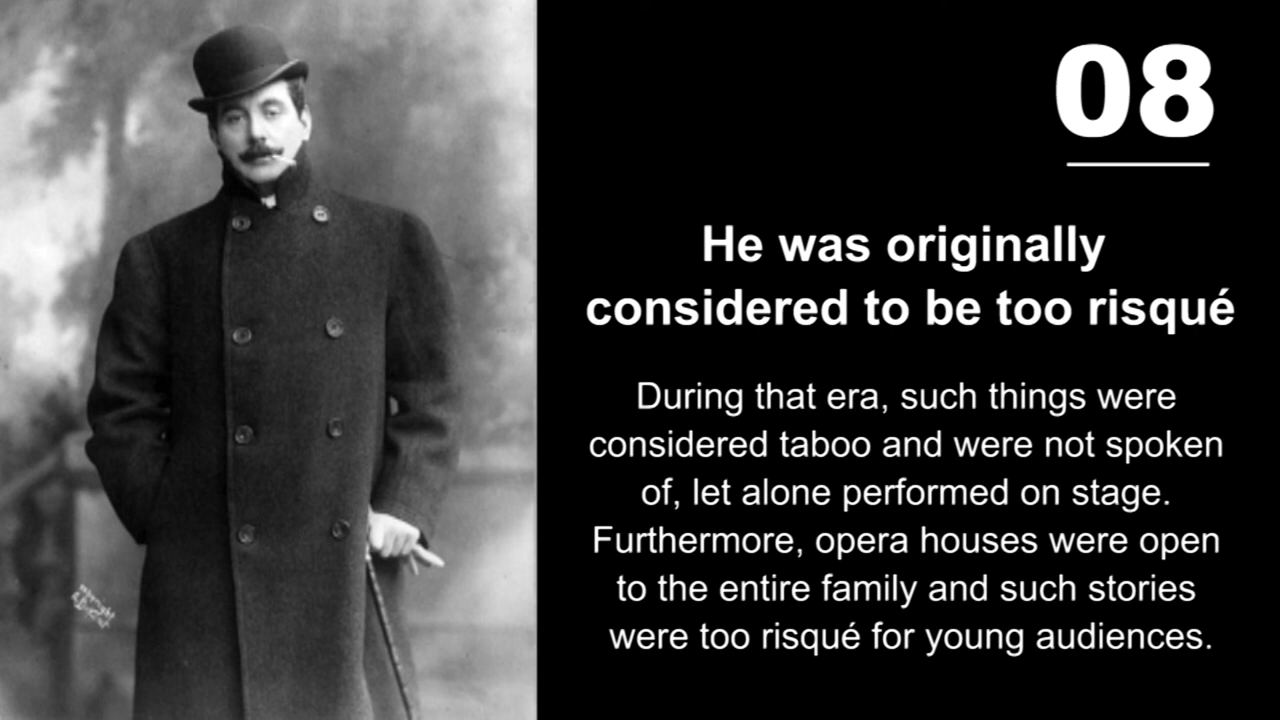 08
He was originally
considered to be too risqué
During that era, such things were
considered taboo and were not spoken
of, let alone performed on stage.
Furthermore, opera houses were open
to the entire family and such stories
were too risqué for young audiences.